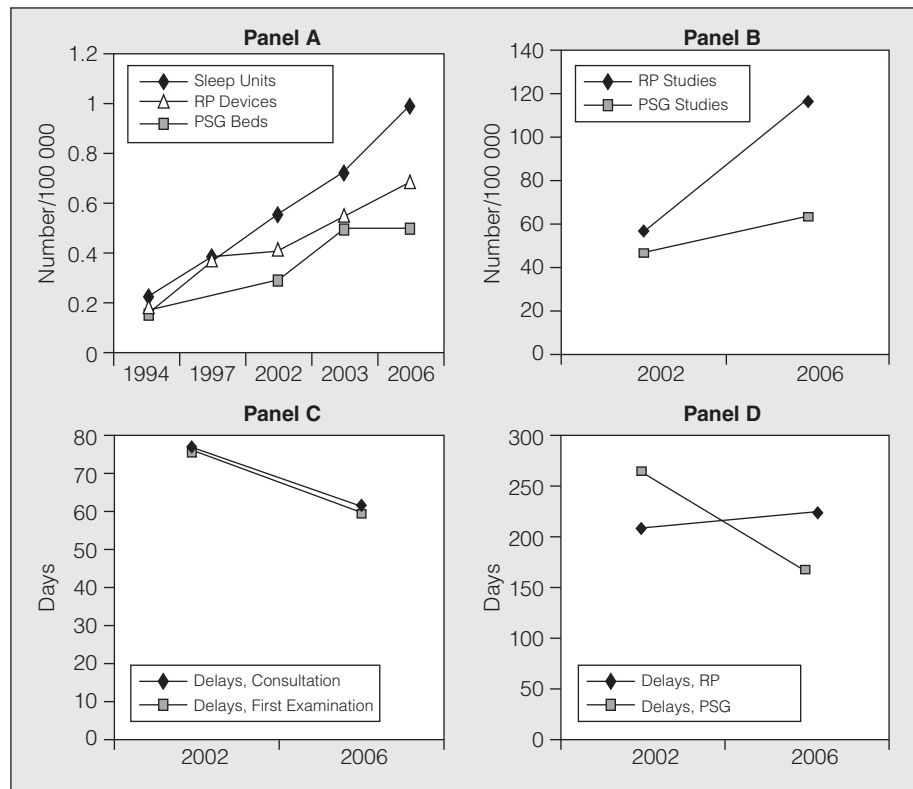 Panel A
Number/100 000
1.2
1
0.8
0.6
0.4
0.2
0
Sleep Units
RP Devices
PSG Beds
1994 1997 2002 2003 2006
Panel B
Number/100 000
140
120
100
80
60
40
20
0
RP Studies
PSG Studies
2002 2006
Panel C
Days
80
70
60
50
40
30
20
10
0
Delays, Consultation
Delays, First Examination
2002 2006
Panel D
Days
300
250
200
150
100
50
0
Delays, RP
Delays, PSG
2002 2006